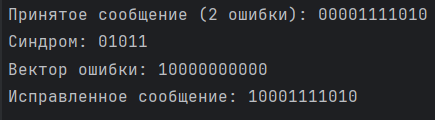 Принятое сообщение (2 ошибки): 00001111010
Синдром: 01011
Вектор ошибки: 10000000000
Исправленное сообщение: 10001111010